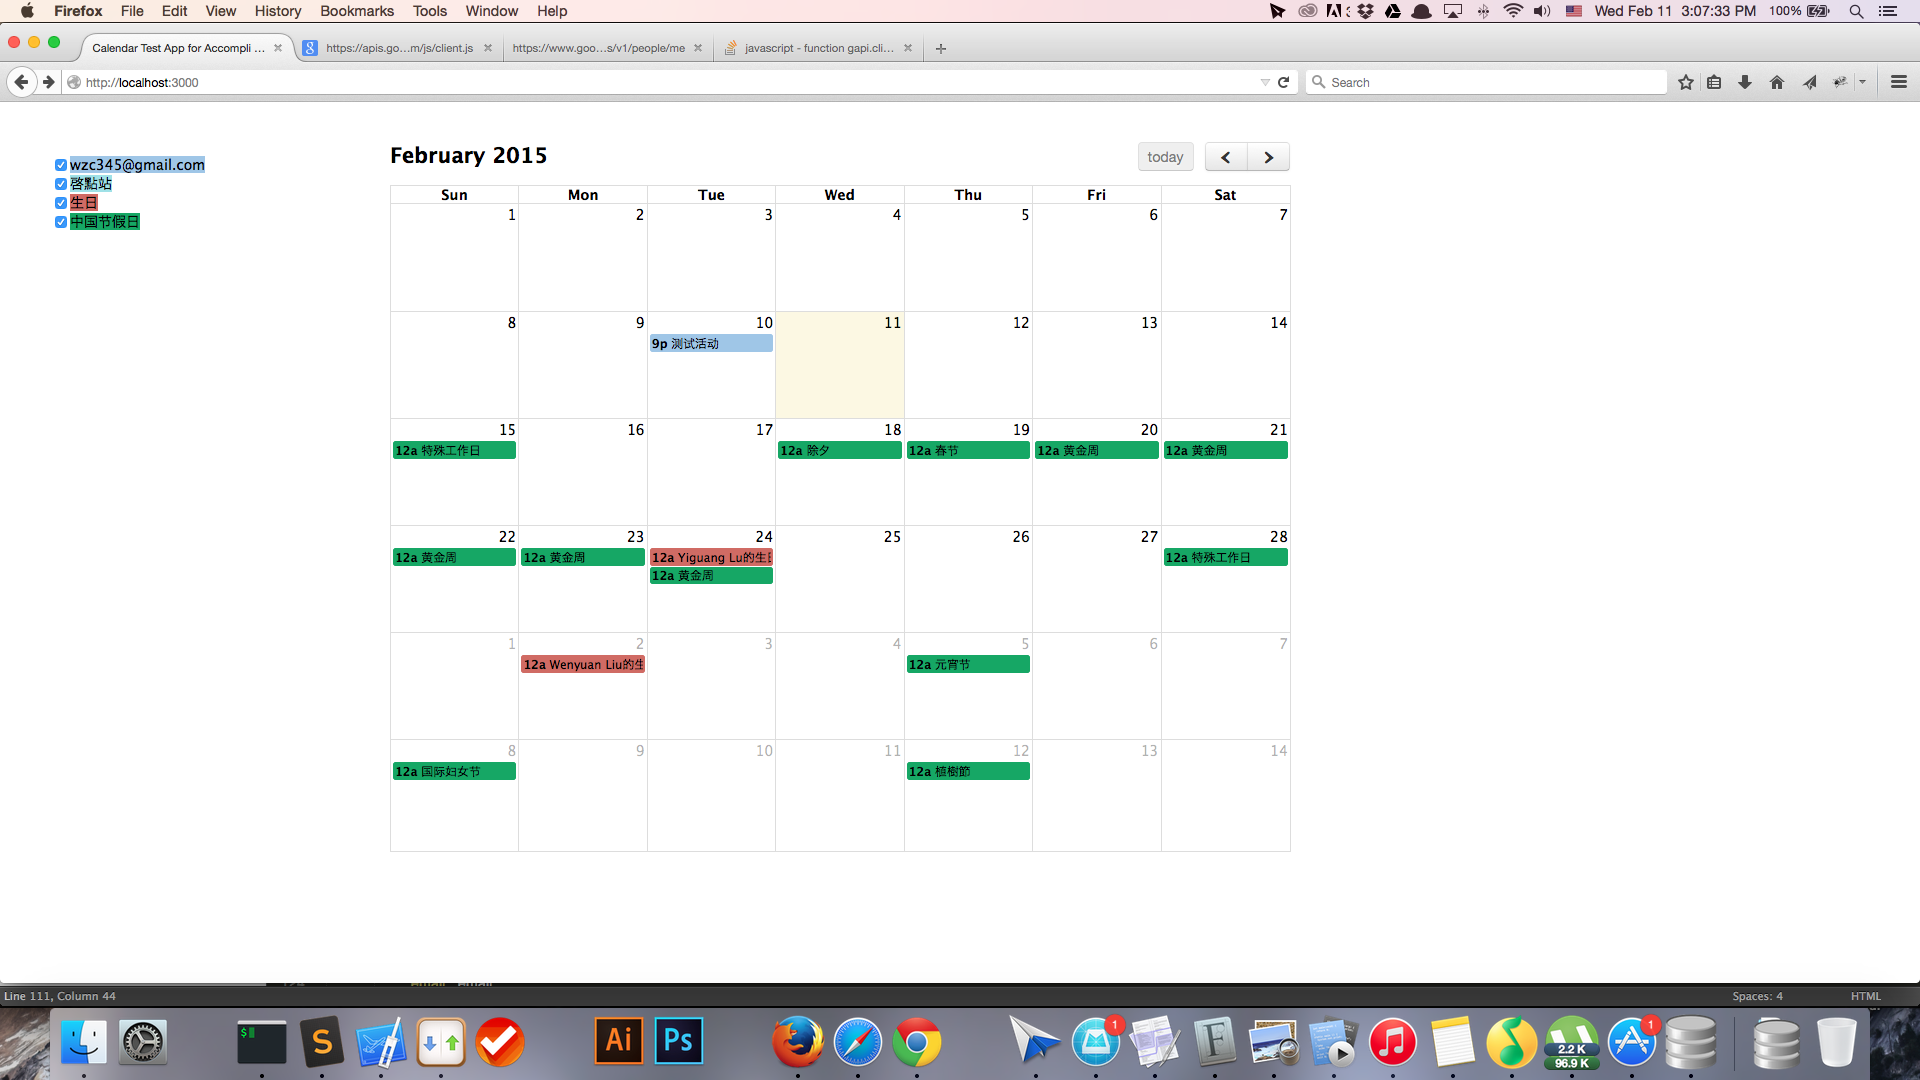 Firefox File Edit View History Bookmarks Tools Window Help Wed Feb 11 3:07:33 PM 100%
Calendar Test App for Accompli ... https://apis.go...m/js/client.js https://www.goo...s/v1/people/me javascript - function gapi.cli...
http://localhost:3000 Search
wzc345@gmail.com
啓點站
生日
中国节假日
February 2015 today
Sun Mon Tue Wed Thu Fri Sat
1 2 3 4 5 6 7
8 9 10 11 12 13 14
9p 测试活动
15 16 17 18 19 20 21
12a 特殊工作日 12a 除夕 12a 春节 12a 黄金周 12a 黄金周
22 23 24 25 26 27 28
12a 黄金周 12a 黄金周 12a Yiguang Lu的生日 12a 特殊工作日
12a 黄金周
1 2 3 4 5 6 7
12a Wenyuan Liu的生 12a 元宵节
8 9 10 11 12 13 14
12a 国际妇女节 12a 植樹節
Line 111, Column 44 Spaces: 4 HTML
$ S Ai Ps 1 F 1
2.2 K
96.9 K